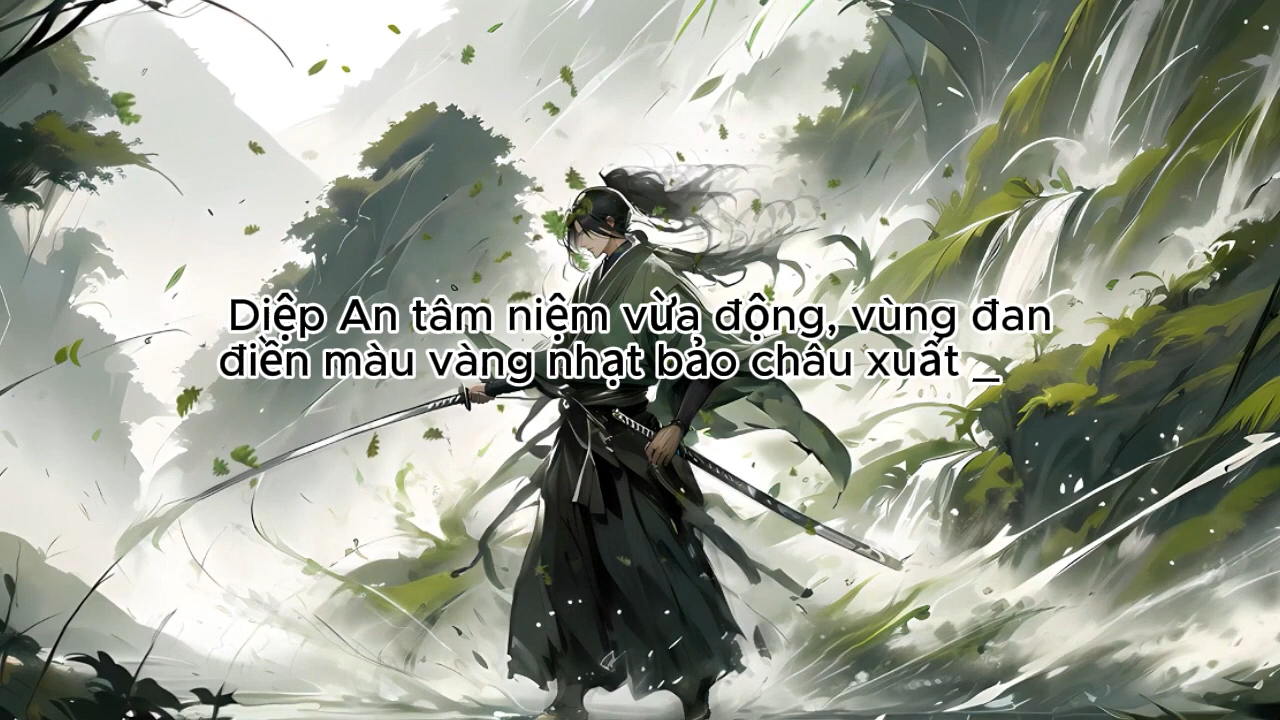 Diệp An tâm niệm vừa động, vùng đan
điền màu vàng nhạt bảo châu xuất _